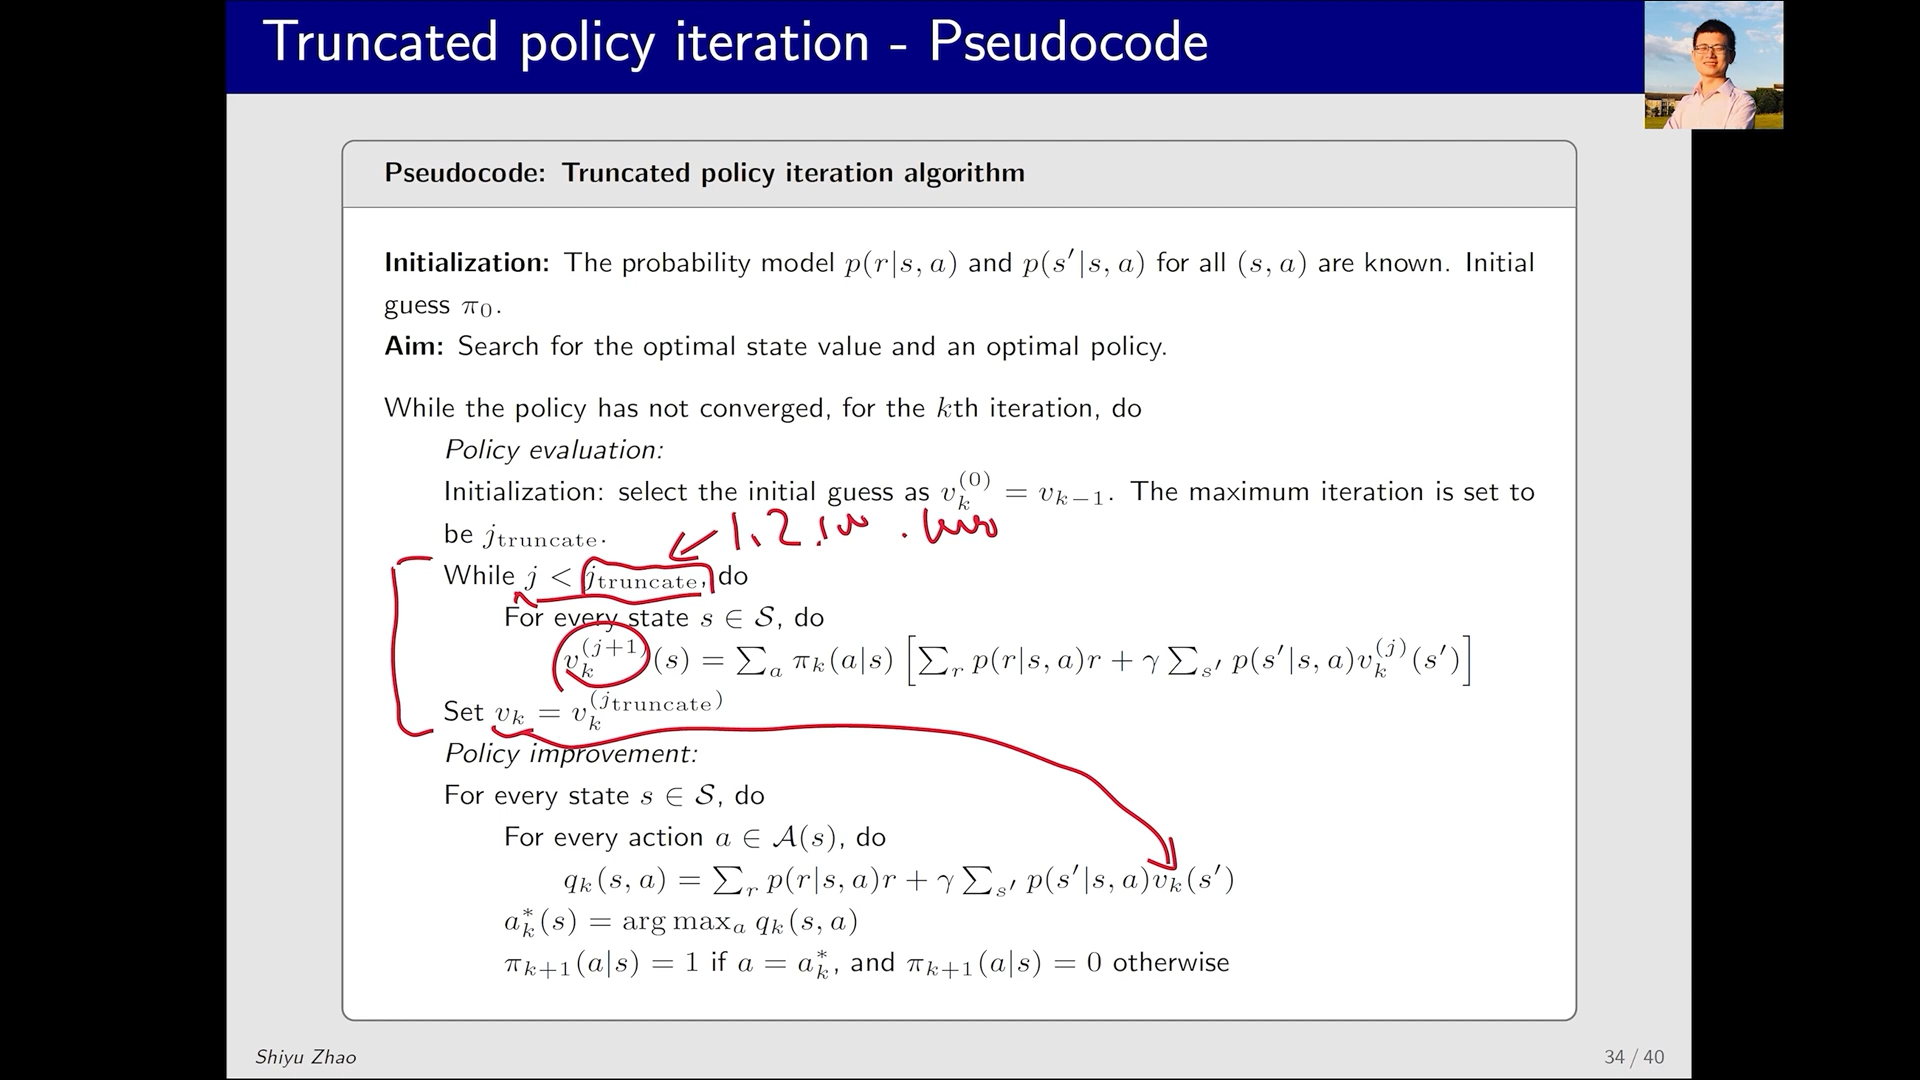 Truncated policy iteration - Pseudocode
Pseudocode: Truncated policy iteration algorithm
Initialization: The probability model p(r|s, a) and p(s′|s, a) for all (s, a) are known. Initial
guess π₀.
Aim: Search for the optimal state value and an optimal policy.
While the policy has not converged, for the kth iteration, do
Policy evaluation:
Initialization: select the initial guess as v_k^(0) = v_{k−1}. The maximum iteration is set to
be j_truncate.
1, 2
While j < j_truncate, do
For every state s ∈ 𝒮, do
v_k^(j+1)(s) = ∑_a π_k(a|s) [∑_r p(r|s, a)r + γ ∑_{s′} p(s′|s, a)v_k^(j)(s′)]
Set v_k = v_k^(j_truncate)
Policy improvement:
For every state s ∈ 𝒮, do
For every action a ∈ 𝒜(s), do
q_k(s, a) = ∑_r p(r|s, a)r + γ ∑_{s′} p(s′|s, a)v_k(s′)
a_k^*(s) = arg max_a q_k(s, a)
π_{k+1}(a|s) = 1 if a = a_k^*, and π_{k+1}(a|s) = 0 otherwise
Shiyu Zhao
34 / 40